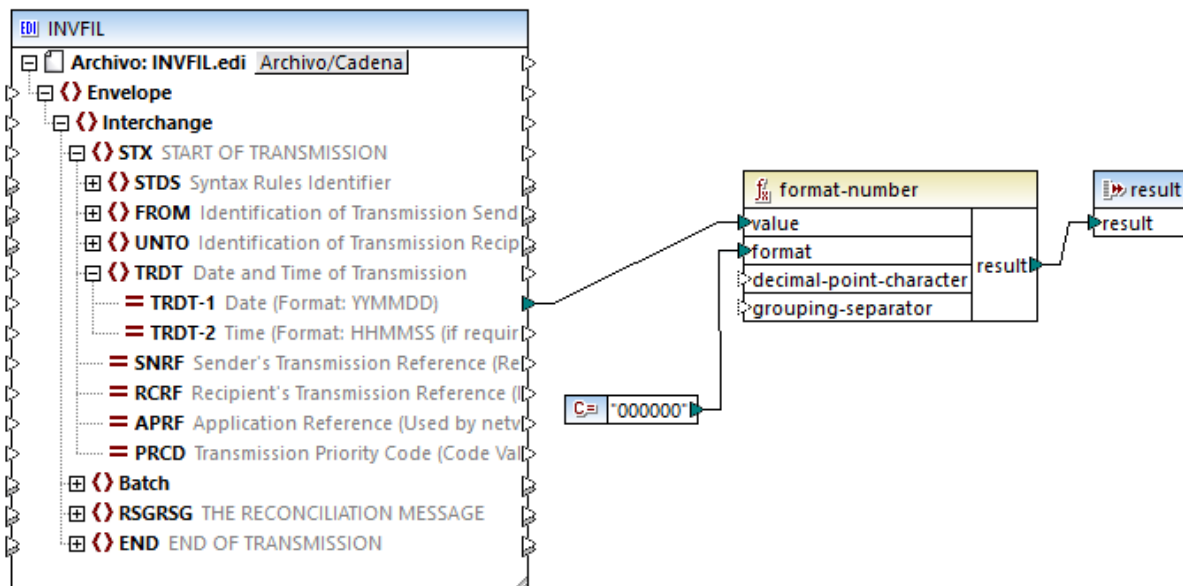 INVFIL
Archivo: INVFIL.edi Archivo/Cadena
Envelope
Interchange
STX START OF TRANSMISSION
STDS Syntax Rules Identifier
FROM Identification of Transmission Send
UNTO Identification of Transmission Recip
TRDT Date and Time of Transmission
TRDT-1 Date (Format: YYMMDD)
TRDT-2 Time (Format: HHMMSS (if requir
SNRF Sender's Transmission Reference (Re
RCRF Recipient's Transmission Reference (
APRF Application Reference (Used by netv
PRCD Transmission Priority Code (Code Val
Batch
RSGRSG THE RECONCILIATION MESSAGE
END END OF TRANSMISSION
C= "000000"
format-number
value
format
decimal-point-character
grouping-separator
result
result
result